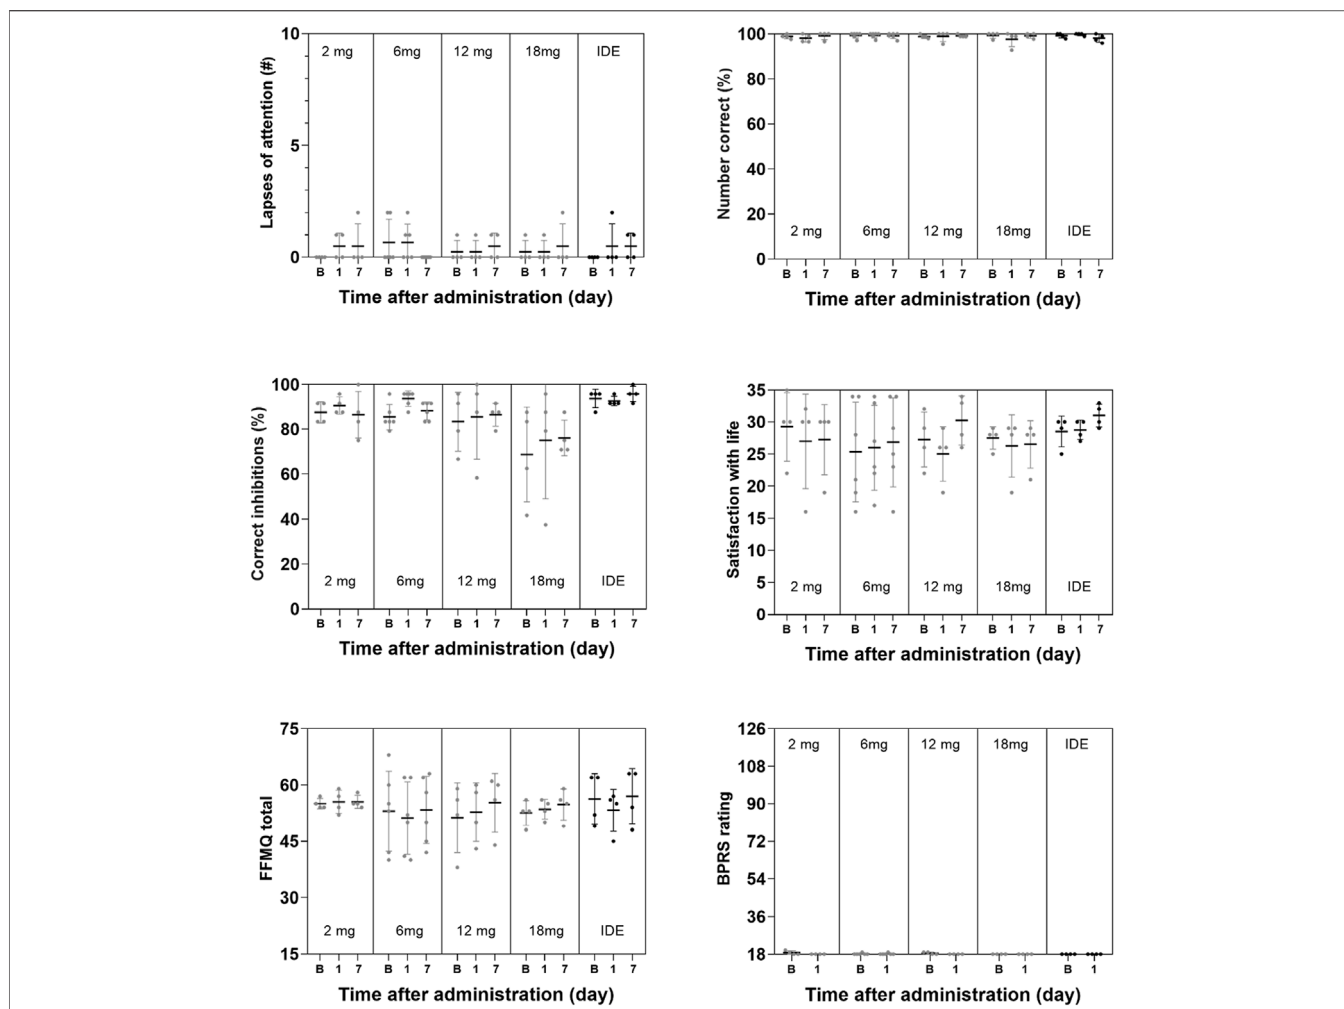 Lapses of attention (#)
10
5
0
2 mg 6mg 12 mg 18mg IDE
B 1 7 B 1 7 B 1 7 B 1 7 B 1 7
Time after administration (day)
Number correct (%)
100
80
60
40
20
0
2 mg 6mg 12 mg 18mg IDE
B 1 7 B 1 7 B 1 7 B 1 7 B 1 7
Time after administration (day)
Correct inhibitions (%)
100
80
60
40
20
0
2 mg 6mg 12 mg 18mg IDE
B 1 7 B 1 7 B 1 7 B 1 7 B 1 7
Time after administration (day)
Satisfaction with life
35
30
25
20
15
10
5
0
2 mg 6mg 12 mg 18mg IDE
B 1 7 B 1 7 B 1 7 B 1 7 B 1 7
Time after administration (day)
FFMQ total
75
60
45
30
15
2 mg 6mg 12 mg 18mg IDE
B 1 7 B 1 7 B 1 7 B 1 7 B 1 7
Time after administration (day)
BPRS rating
126
108
90
72
54
36
18
2 mg 6mg 12 mg 18mg IDE
B 1 B 1 B 1 B 1 B 1
Time after administration (day)